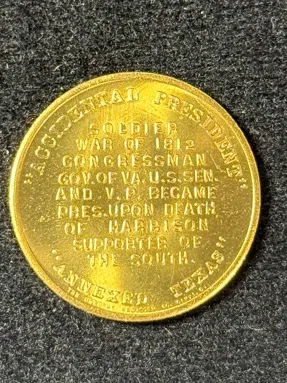 "ACCIDENTAL PRESIDENT"
SOLDIER
WAR OF 1812
CONGRESSMAN
GOV. OF VA. U.S. SEN.
AND V. P. BECAME
PRES. UPON DEATH
OF HARRISON
SUPPORTER OF
THE SOUTH.
"ANNEXED TEXAS"